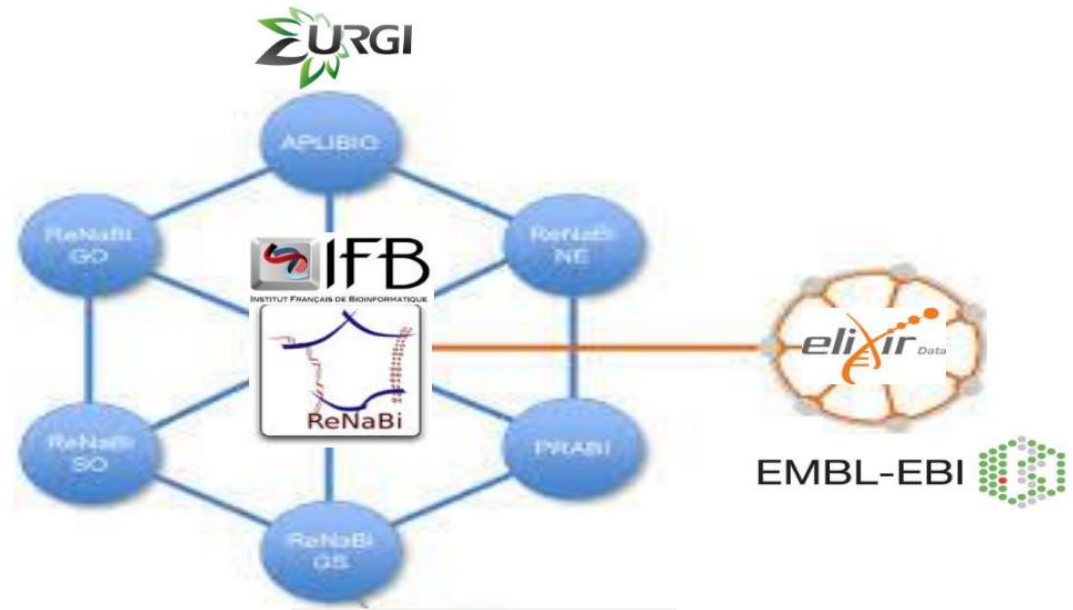 URGI
APLIBIO
ReNaBi
GO
ReNaBi
NE
IFB
INSTITUT FRANÇAIS DE BIOINFORMATIQUE
ReNaBi
elixir Data
ReNaBi
SO
PRABI
EMBL-EBI
ReNaBi
GS